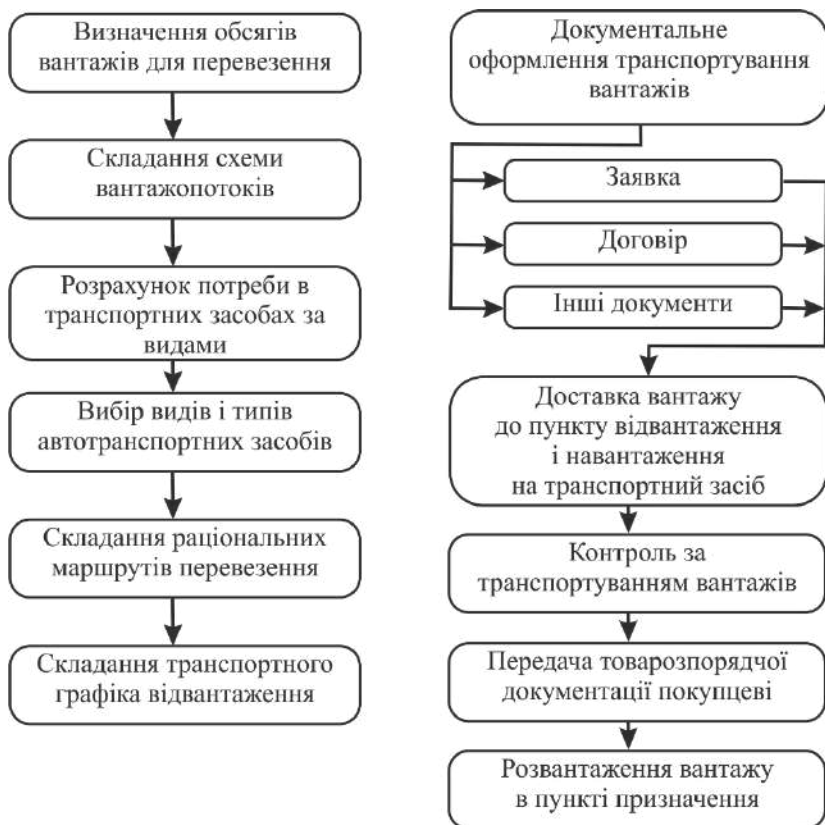 Визначення обсягів
вантажів для перевезення
Складання схеми
вантажопотоків
Розрахунок потреби в
транспортних засобах за
видами
Вибір видів і типів
автотранспортних засобів
Складання раціональних
маршрутів перевезення
Складання транспортного
графіка відвантаження
Документальне
оформлення транспортування
вантажів
Заявка
Договір
Інші документи
Доставка вантажу
до пункту відвантаження
і навантаження
на транспортний засіб
Контроль за
транспортуванням вантажів
Передача товарозпорядчої
документації покупцеві
Розвантаження вантажу
в пункті призначення